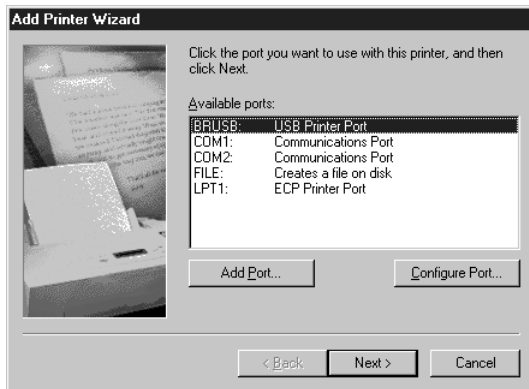 Add Printer Wizard
Click the port you want to use with this printer, and then
click Next.
Available ports:
BRUSB: USB Printer Port
COM1: Communications Port
COM2: Communications Port
FILE: Creates a file on disk
LPT1: ECP Printer Port
Add Port...
Configure Port...
< Back
Next >
Cancel